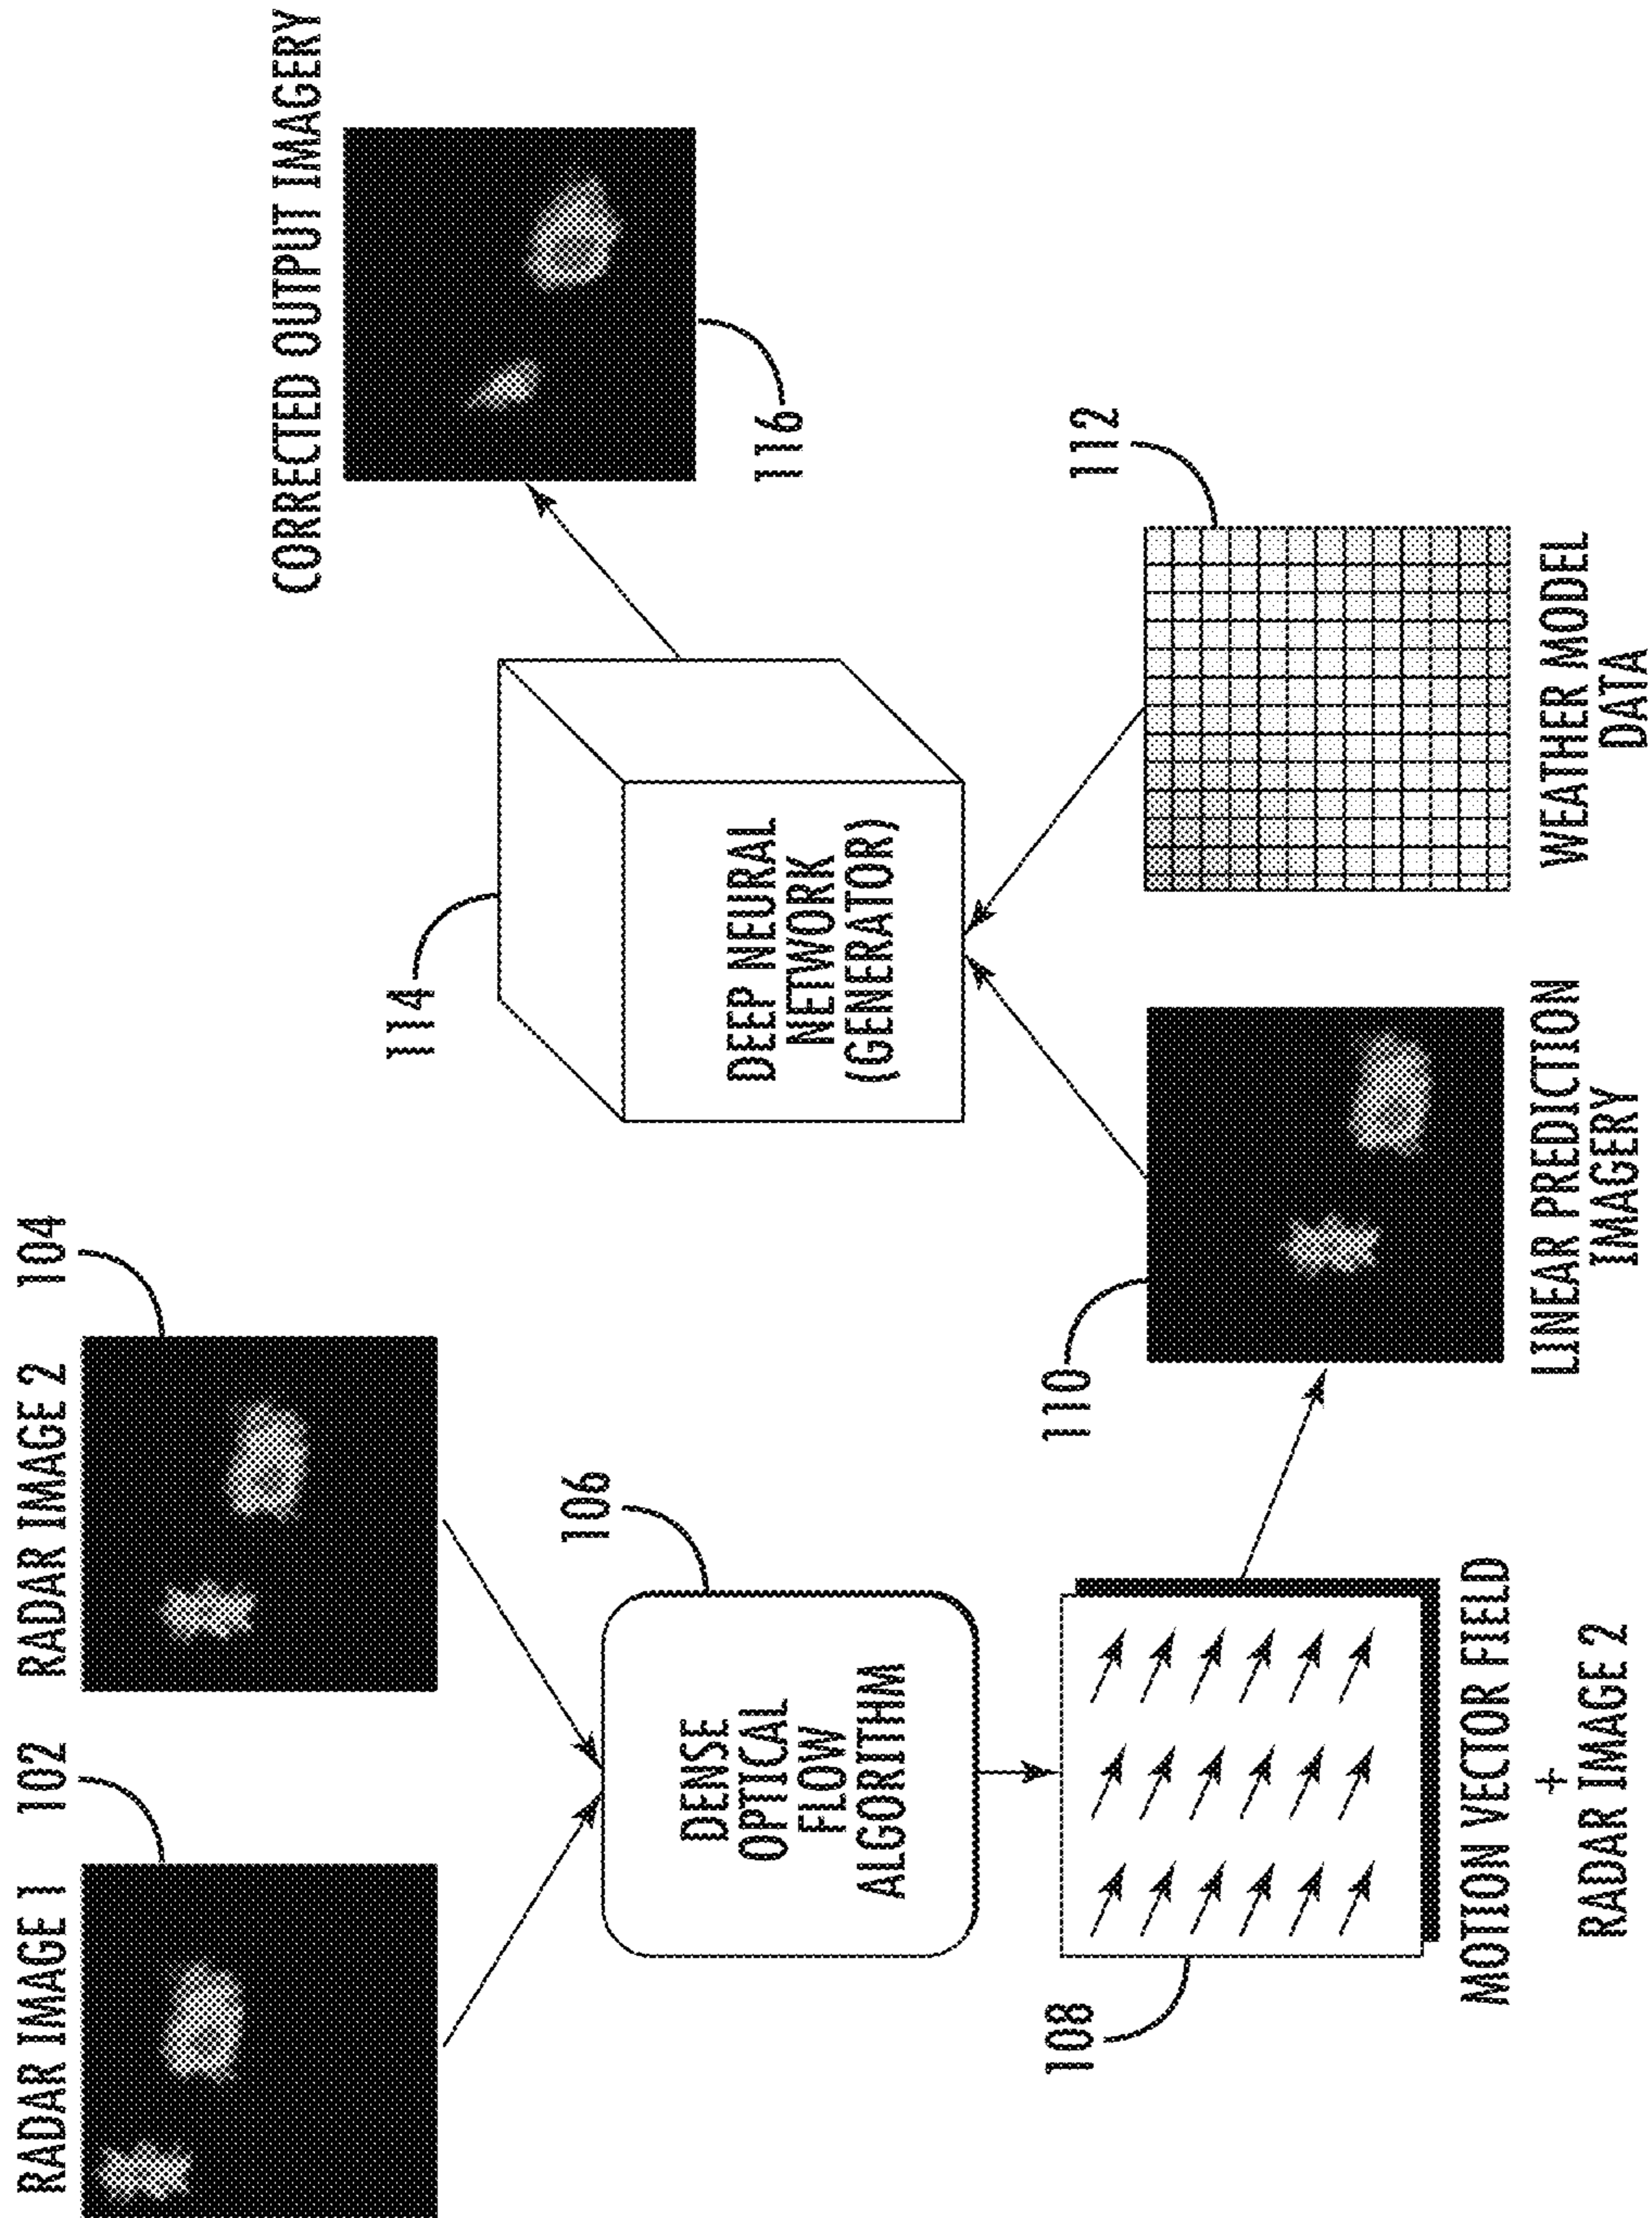 RADAR IMAGE 1
102
RADAR IMAGE 2
104
DENSE
OPTICAL
FLOW
ALGORITHM
106
108
MOTION VECTOR FIELD
+
RADAR IMAGE 2
110
LINEAR PREDICTION
IMAGERY
112
WEATHER MODEL
DATA
114
DEEP NEURAL
NETWORK
(GENERATOR)
CORRECTED OUTPUT IMAGERY
116